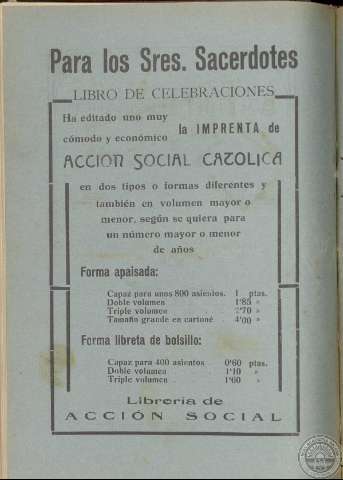 Para los Sres. Sacerdotes
LIBRO DE CELEBRACIONES
Ha editado uno muy
cómodo y económico la IMPRENTA de
ACCION SOCIAL CATOLICA
en dos tipos o formas diferentes y
también en volumen mayor o
menor, según se quiera para
un número mayor o menor
de años
Forma apaisada:
Capaz para unos 800 asientos. 1 ptas.
Doble volumen 1'85 »
Triple volumen 2'70 »
Tamaño grande en cartoné 4'00 »
Forma libreta de bolsillo:
Capaz para 400 asientos 0'60 ptas.
Doble volumen 1'10 »
Triple volumen 1'60 »
Librería de
ACCIÓN SOCIAL